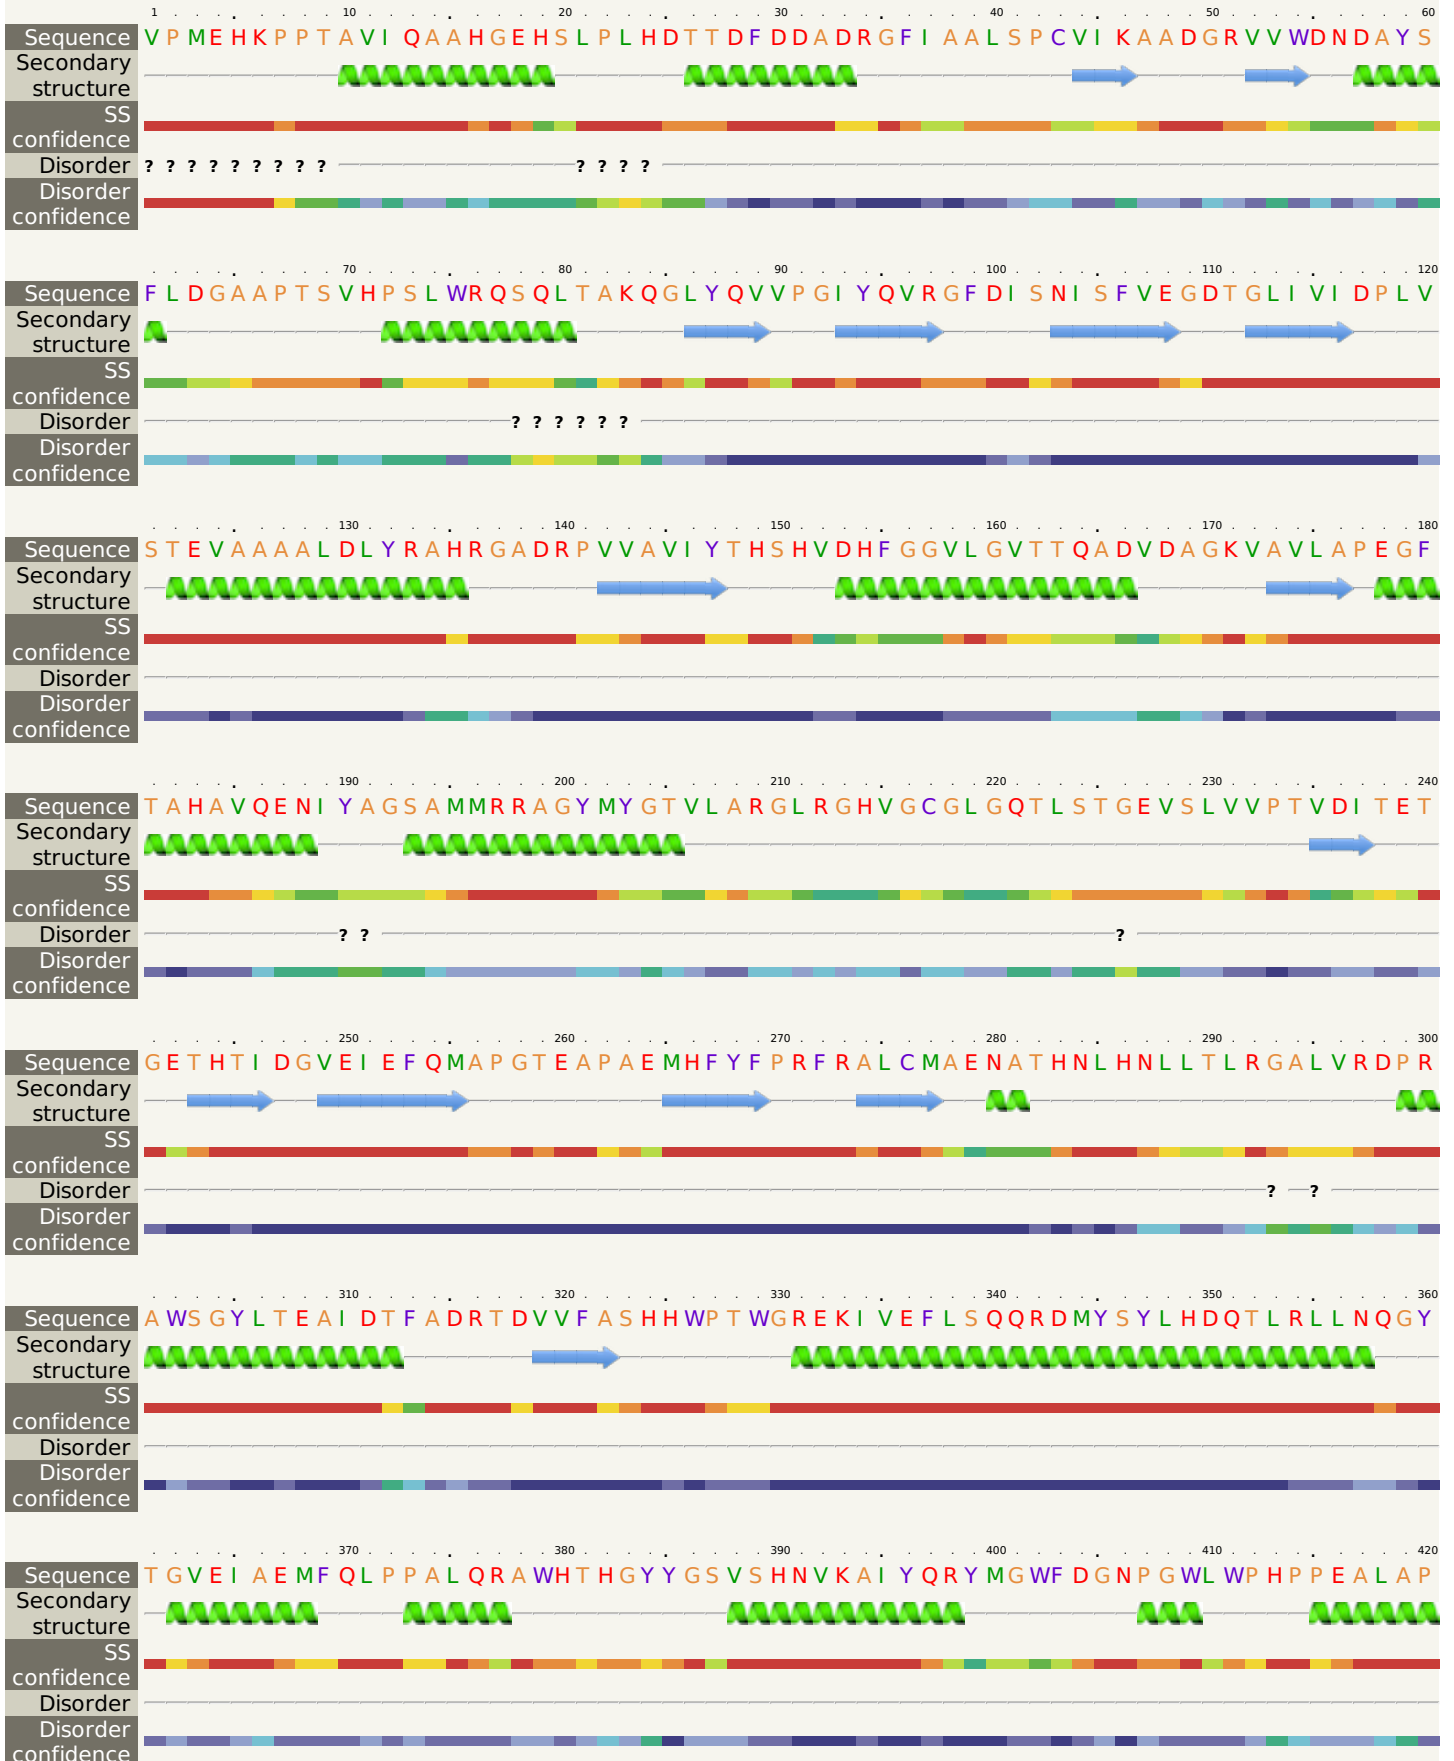 1 10 20 30 40 50 60
Sequence VPMEHKPPTAVIQAAHGEHSLPLHDTTDFDDADRGFIAALSPCVIKAADGRVVWDNDAYS
Secondary
structure
SS
confidence
Disorder ? ? ? ? ? ? ? ? ? ? ? ? ?
Disorder
confidence
70 80 90 100 110 120
Sequence FLDGAAPTSVHPSLWRQSQLTAKQGLYQVVPGIYQVRGFDISNISFVEGDTGLIVIDPLV
Secondary
structure
SS
confidence
Disorder ? ? ? ? ? ?
Disorder
confidence
130 140 150 160 170 180
Sequence STEVAAAALDLYRAHRGADRPVVAVIYTHSHVDHFGGVLGVTTQADVDAGKVAVLAPEGF
Secondary
structure
SS
confidence
Disorder
Disorder
confidence
190 200 210 220 230 240
Sequence TAHAVQENIYAGSAMMRRAGYMYGTVLARGLRGHVGCGLGQTLSTGEVSLVVPTVDITET
Secondary
structure
SS
confidence
Disorder ? ? ?
Disorder
confidence
250 260 270 280 290 300
Sequence GETHTIDGVEIEFQMAPGTEAPAEMHFYFPRFRALCMAENATHNLHNLLTLRGALVRDPR
Secondary
structure
SS
confidence
Disorder ? ?
Disorder
confidence
310 320 330 340 350 360
Sequence AWSGYLTEAIDTFADRTDVVFASHHWPTWGREKIVEFLSQQRDMYSYLHDQTLRLLNQGY
Secondary
structure
SS
confidence
Disorder
Disorder
confidence
370 380 390 400 410 420
Sequence TGVEIAEMFQLPPALQRAWHTHGYYGSVSHNVKAIYQRYMGWFDGNPGWLWPHPPEALAP
Secondary
structure
SS
confidence
Disorder
Disorder
confidence